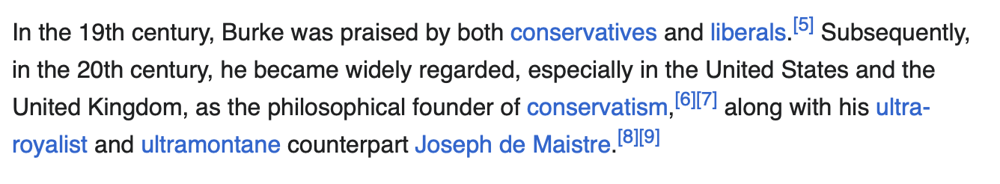 In the 19th century, Burke was praised by both conservatives and liberals.[5] Subsequently,
in the 20th century, he became widely regarded, especially in the United States and the
United Kingdom, as the philosophical founder of conservatism,[6][7] along with his ultra-
royalist and ultramontane counterpart Joseph de Maistre.[8][9]